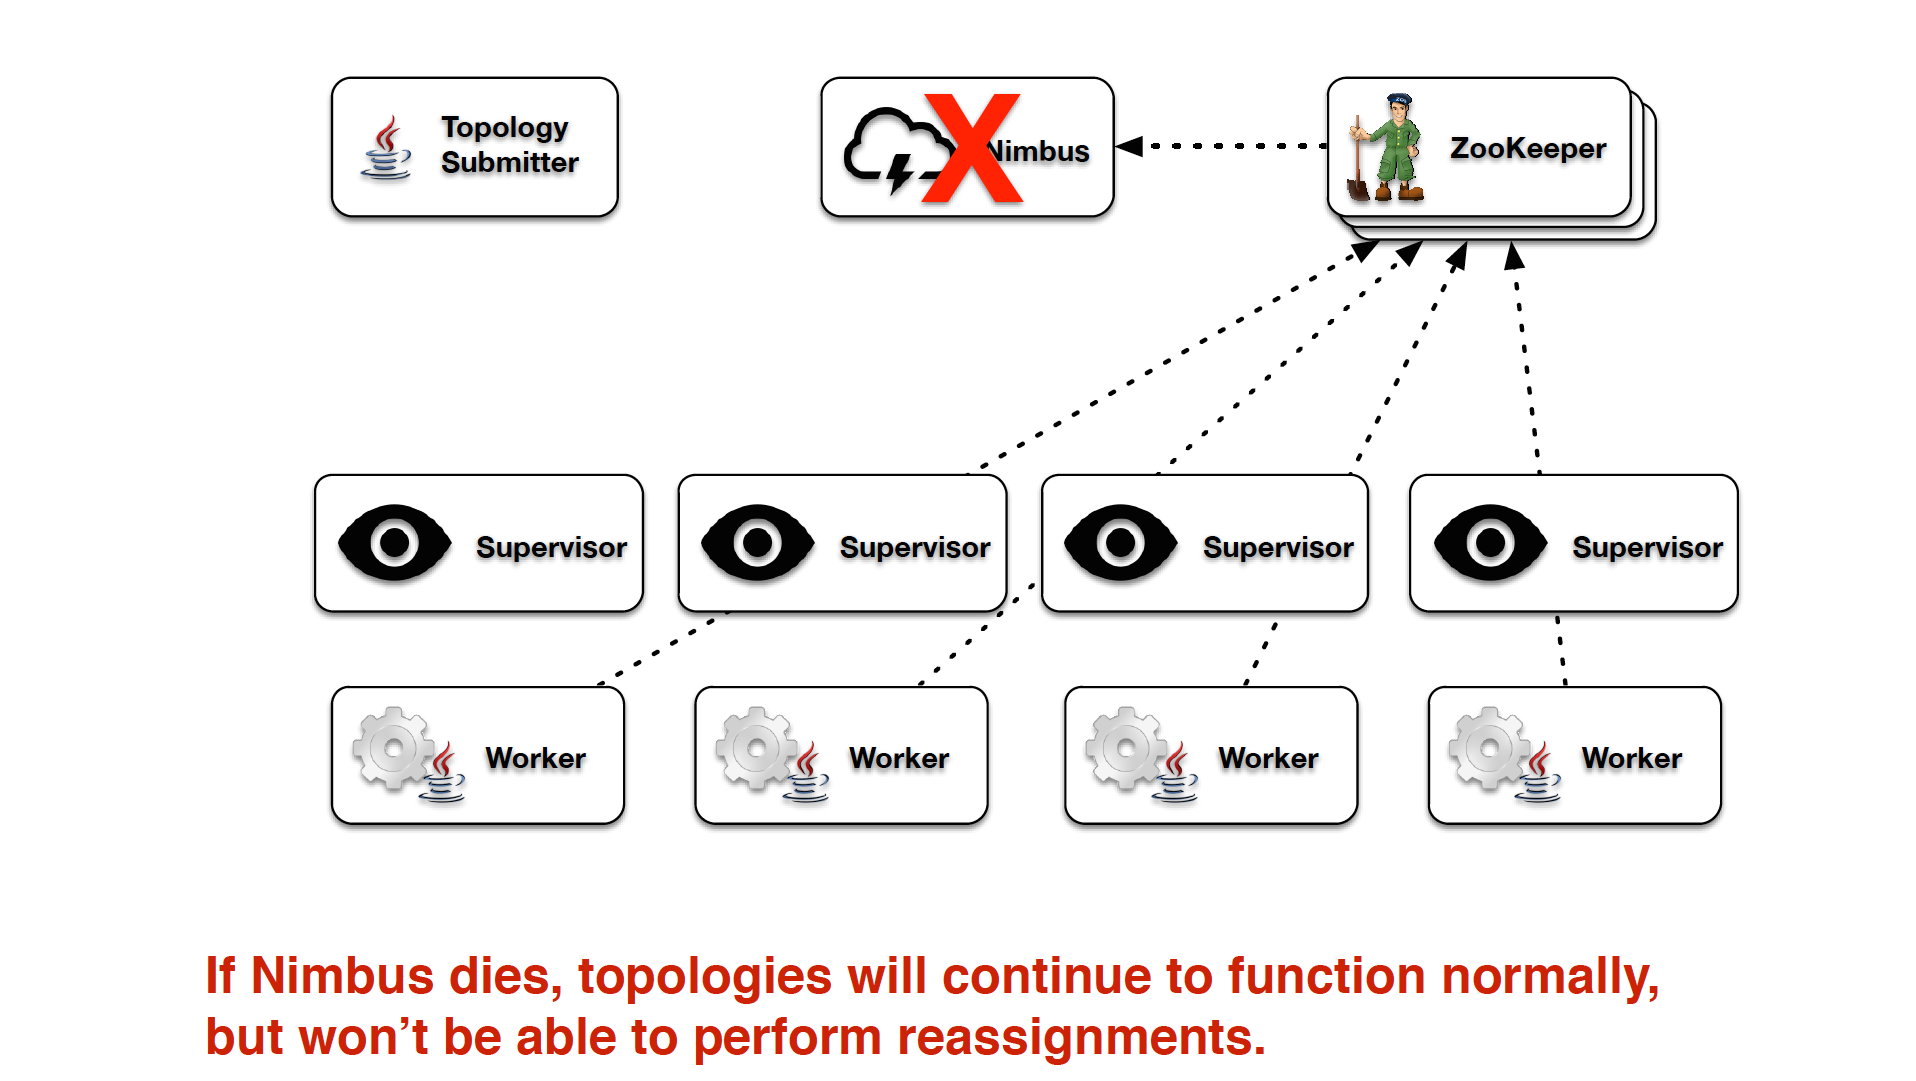 Topology
Submitter
Nimbus
ZooKeeper
Supervisor
Supervisor
Supervisor
Supervisor
Worker
Worker
Worker
Worker
If Nimbus dies, topologies will continue to function normally,
but won’t be able to perform reassignments.